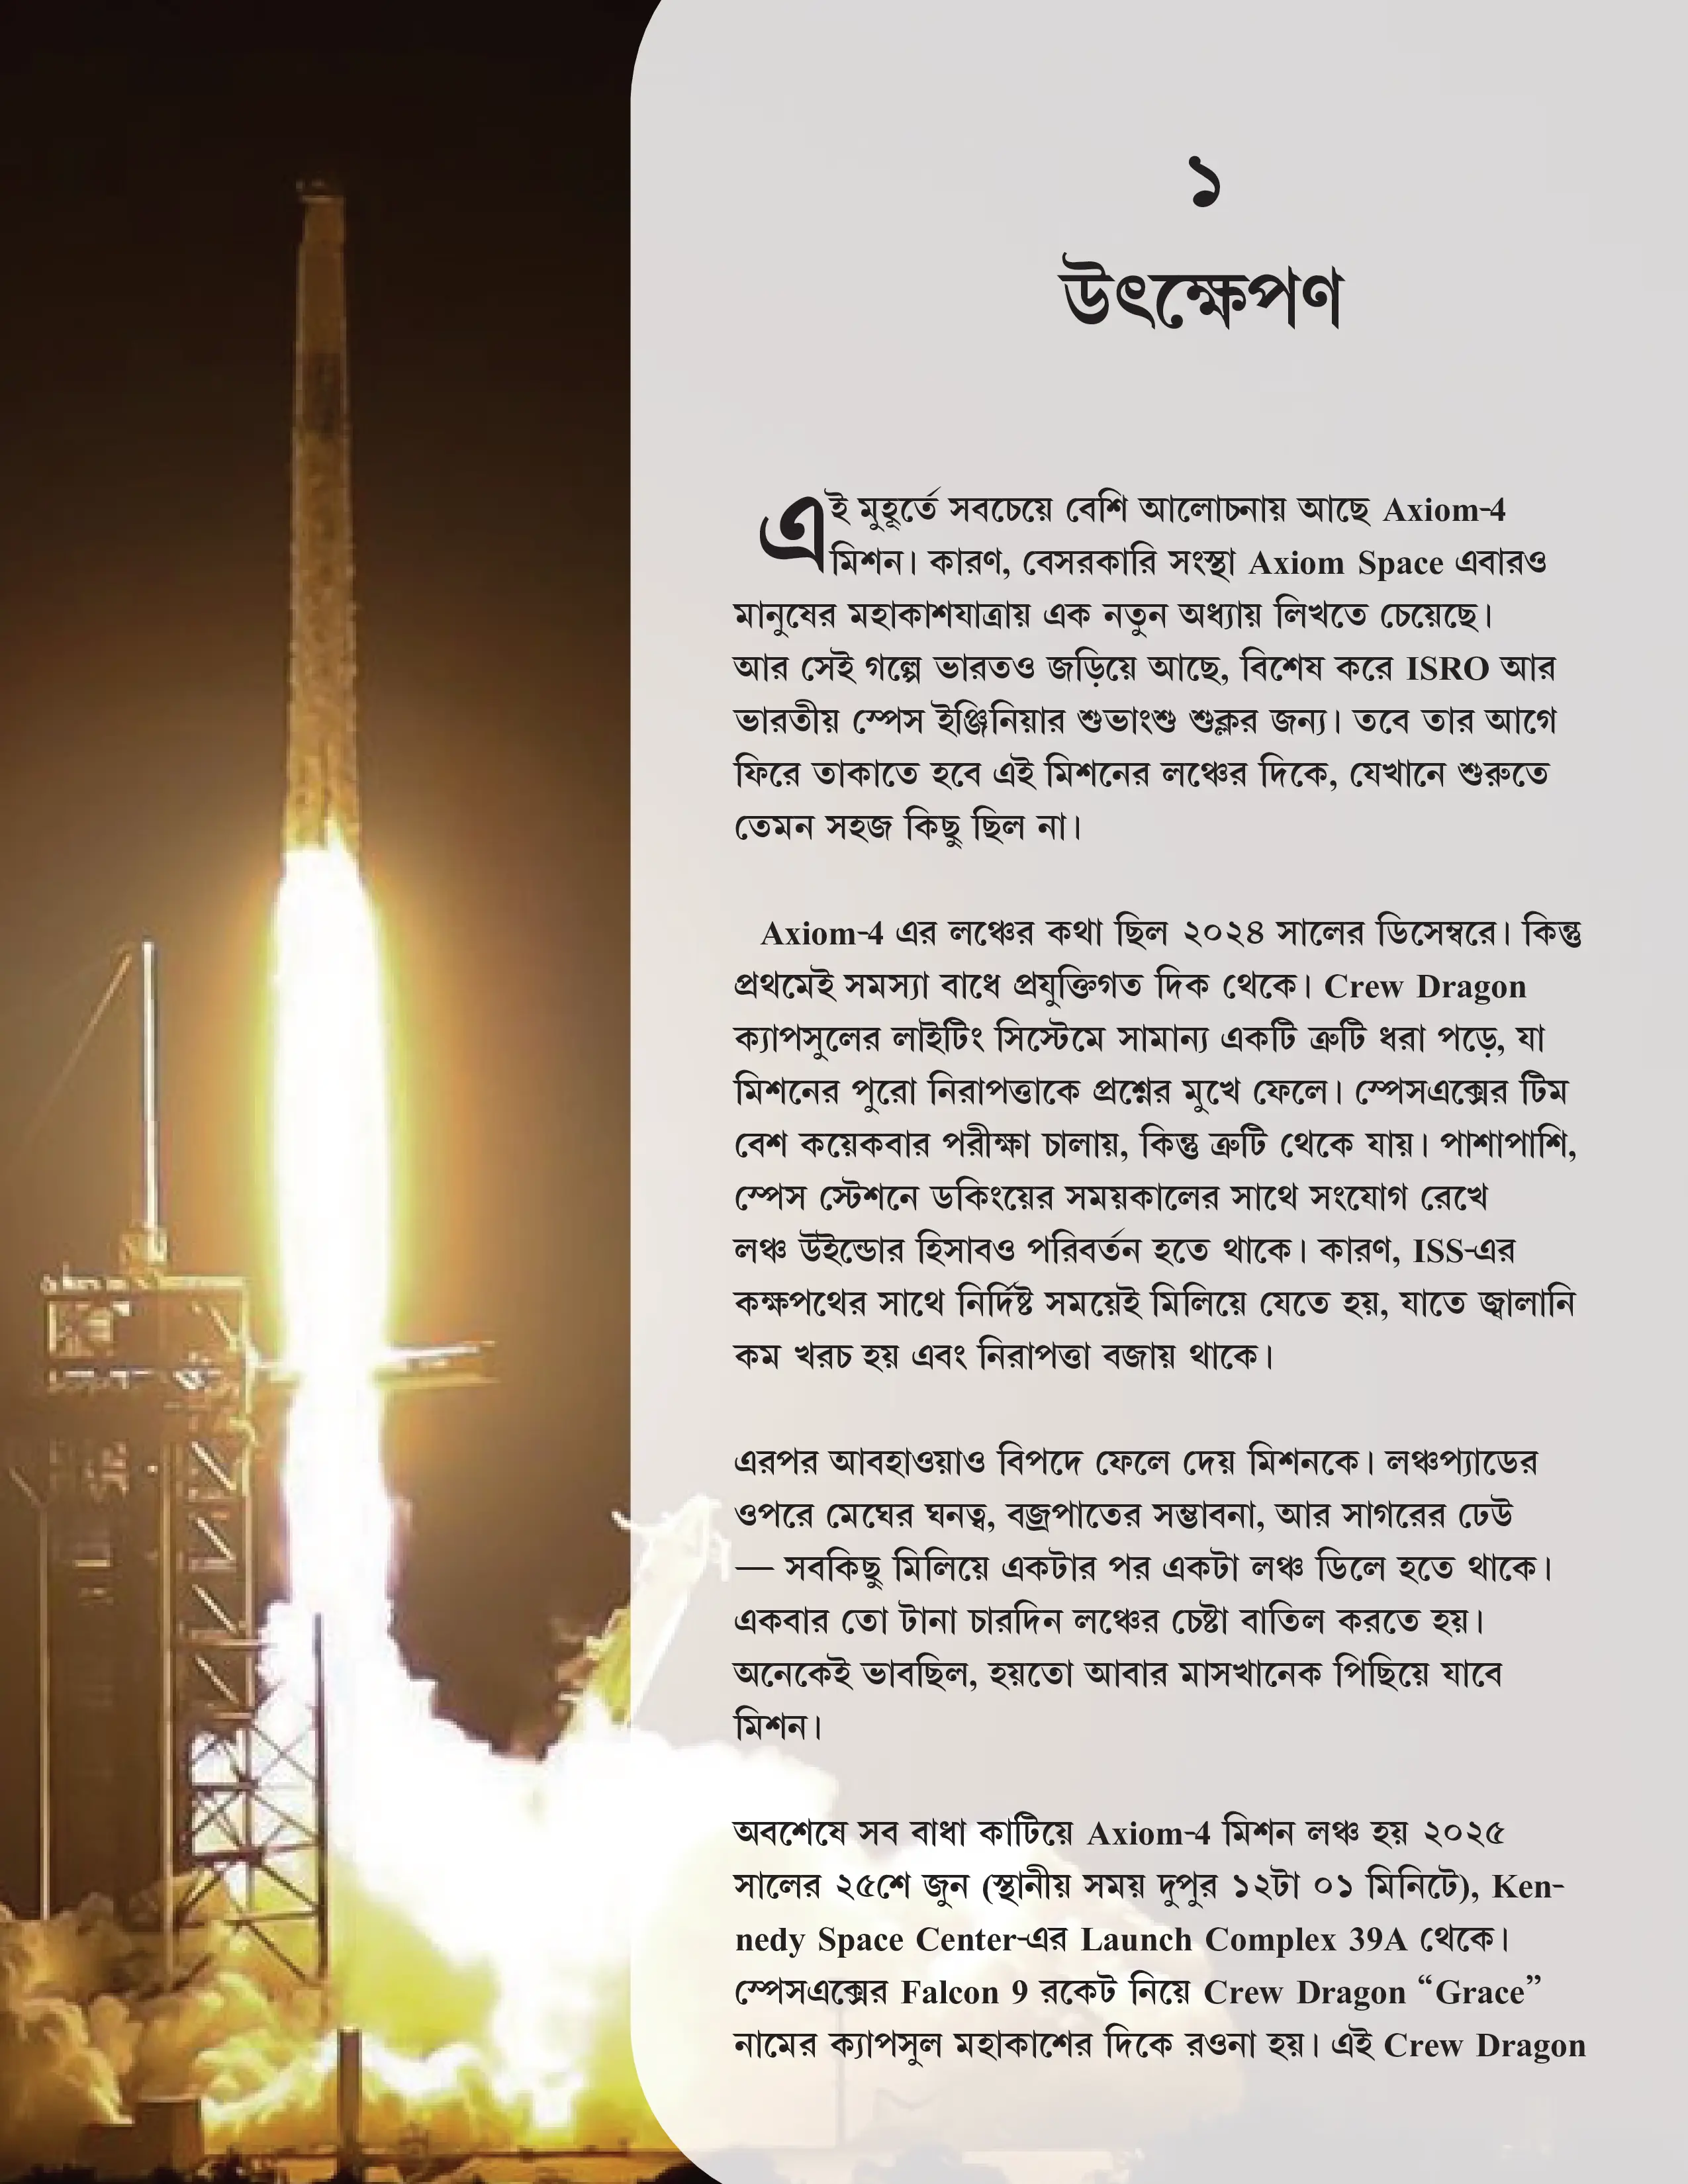 ১
উৎক্ষেপণ
এই মুহূর্তে সবচেয়ে বেশি আলোচনায় আছে Axiom-4
মিশন। কারণ, বেসরকারি সংস্থা Axiom Space এবারও
মানুষের মহাকাশযাত্রায় এক নতুন অধ্যায় লিখতে চেয়েছে।
আর সেই গল্পে ভারতও জড়িয়ে আছে, বিশেষ করে ISRO আর
ভারতীয় স্পেস ইঞ্জিনিয়ার শুভাংশু শুক্লর জন্য। তবে তার আগে
ফিরে তাকাতে হবে এই মিশনের লঞ্চের দিকে, যেখানে শুরুতে
তেমন সহজ কিছু ছিল না।
Axiom-4 এর লঞ্চের কথা ছিল ২০২৪ সালের ডিসেম্বরে। কিন্তু
প্রথমেই সমস্যা বাধে প্রযুক্তিগত দিক থেকে। Crew Dragon
ক্যাপসুলের লাইটিং সিস্টেমে সামান্য একটি ত্রুটি ধরা পড়ে, যা
মিশনের পুরো নিরাপত্তাকে প্রশ্নের মুখে ফেলে। স্পেসএক্সের টিম
বেশ কয়েকবার পরীক্ষা চালায়, কিন্তু ত্রুটি থেকে যায়। পাশাপাশি,
স্পেস স্টেশনে ডকিংয়ের সময়কালের সাথে সংযোগ রেখে
লঞ্চ উইন্ডোর হিসাবও পরিবর্তন হতে থাকে। কারণ, ISS-এর
কক্ষপথের সাথে নির্দিষ্ট সময়েই মিলিয়ে যেতে হয়, যাতে জ্বালানি
কম খরচ হয় এবং নিরাপত্তা বজায় থাকে।
এরপর আবহাওয়াও বিপদে ফেলে দেয় মিশনকে। লঞ্চপ্যাডের
ওপরে মেঘের ঘনত্ব, বজ্রপাতের সম্ভাবনা, আর সাগরের ঢেউ
— সবকিছু মিলিয়ে একটার পর একটা লঞ্চ ডিলে হতে থাকে।
একবার তো টানা চারদিন লঞ্চের চেষ্টা বাতিল করতে হয়।
অনেকেই ভাবছিল, হয়তো আবার মাসখানেক পিছিয়ে যাবে
মিশন।
অবশেষে সব বাধা কাটিয়ে Axiom-4 মিশন লঞ্চ হয় ২০২৫
সালের ২৫শে জুন (স্থানীয় সময় দুপুর ১২টা ০১ মিনিটে), Ken-
nedy Space Center-এর Launch Complex 39A থেকে।
স্পেসএক্সের Falcon 9 রকেট নিয়ে Crew Dragon “Grace”
নামের ক্যাপসুল মহাকাশের দিকে রওনা হয়। এই Crew Dragon